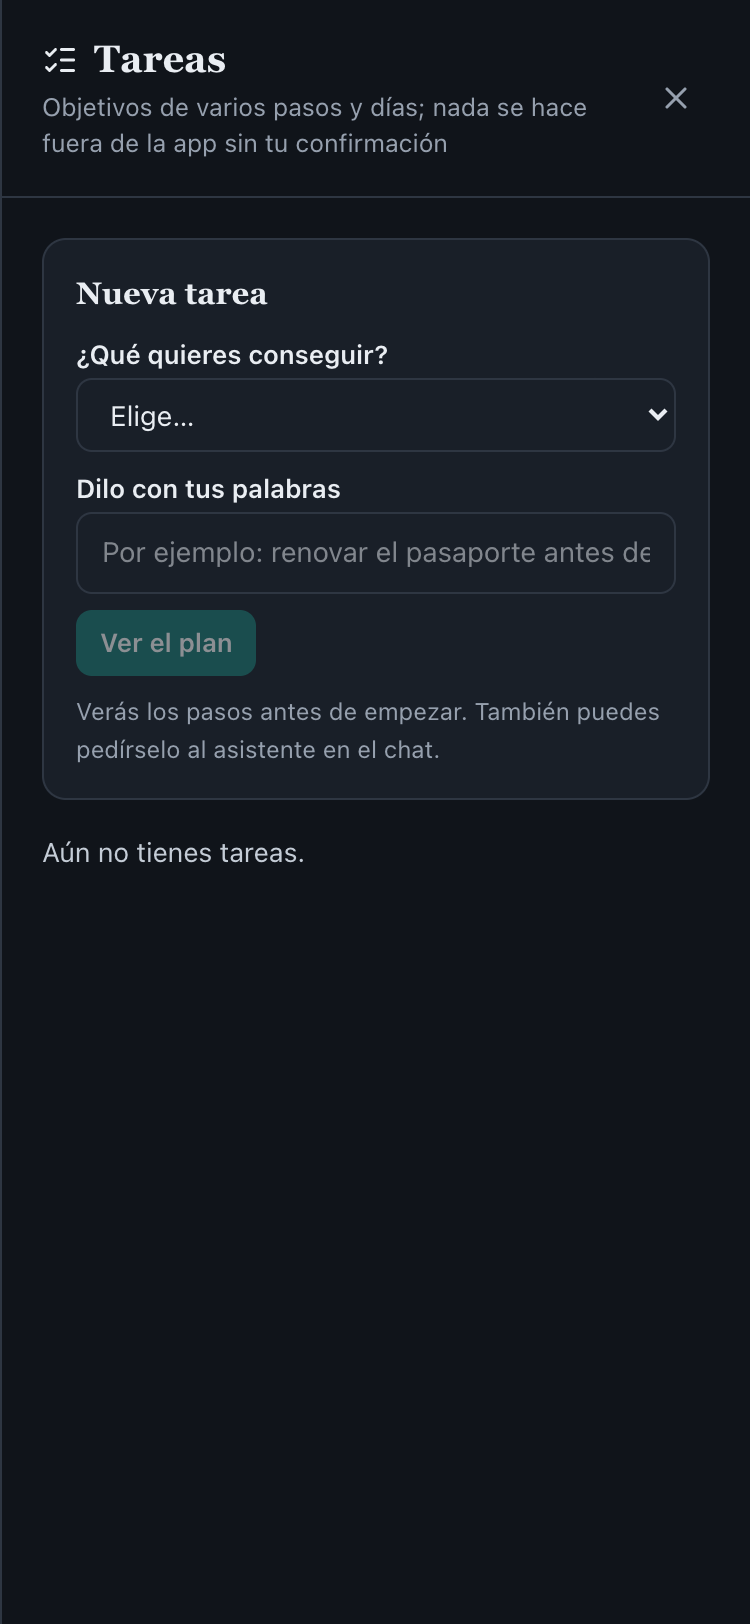 Tareas
Objetivos de varios pasos y días; nada se hace
fuera de la app sin tu confirmación
Nueva tarea
¿Qué quieres conseguir?
Elige...
Dilo con tus palabras
Por ejemplo: renovar el pasaporte antes de
Ver el plan
Verás los pasos antes de empezar. También puedes
pedírselo al asistente en el chat.
Aún no tienes tareas.